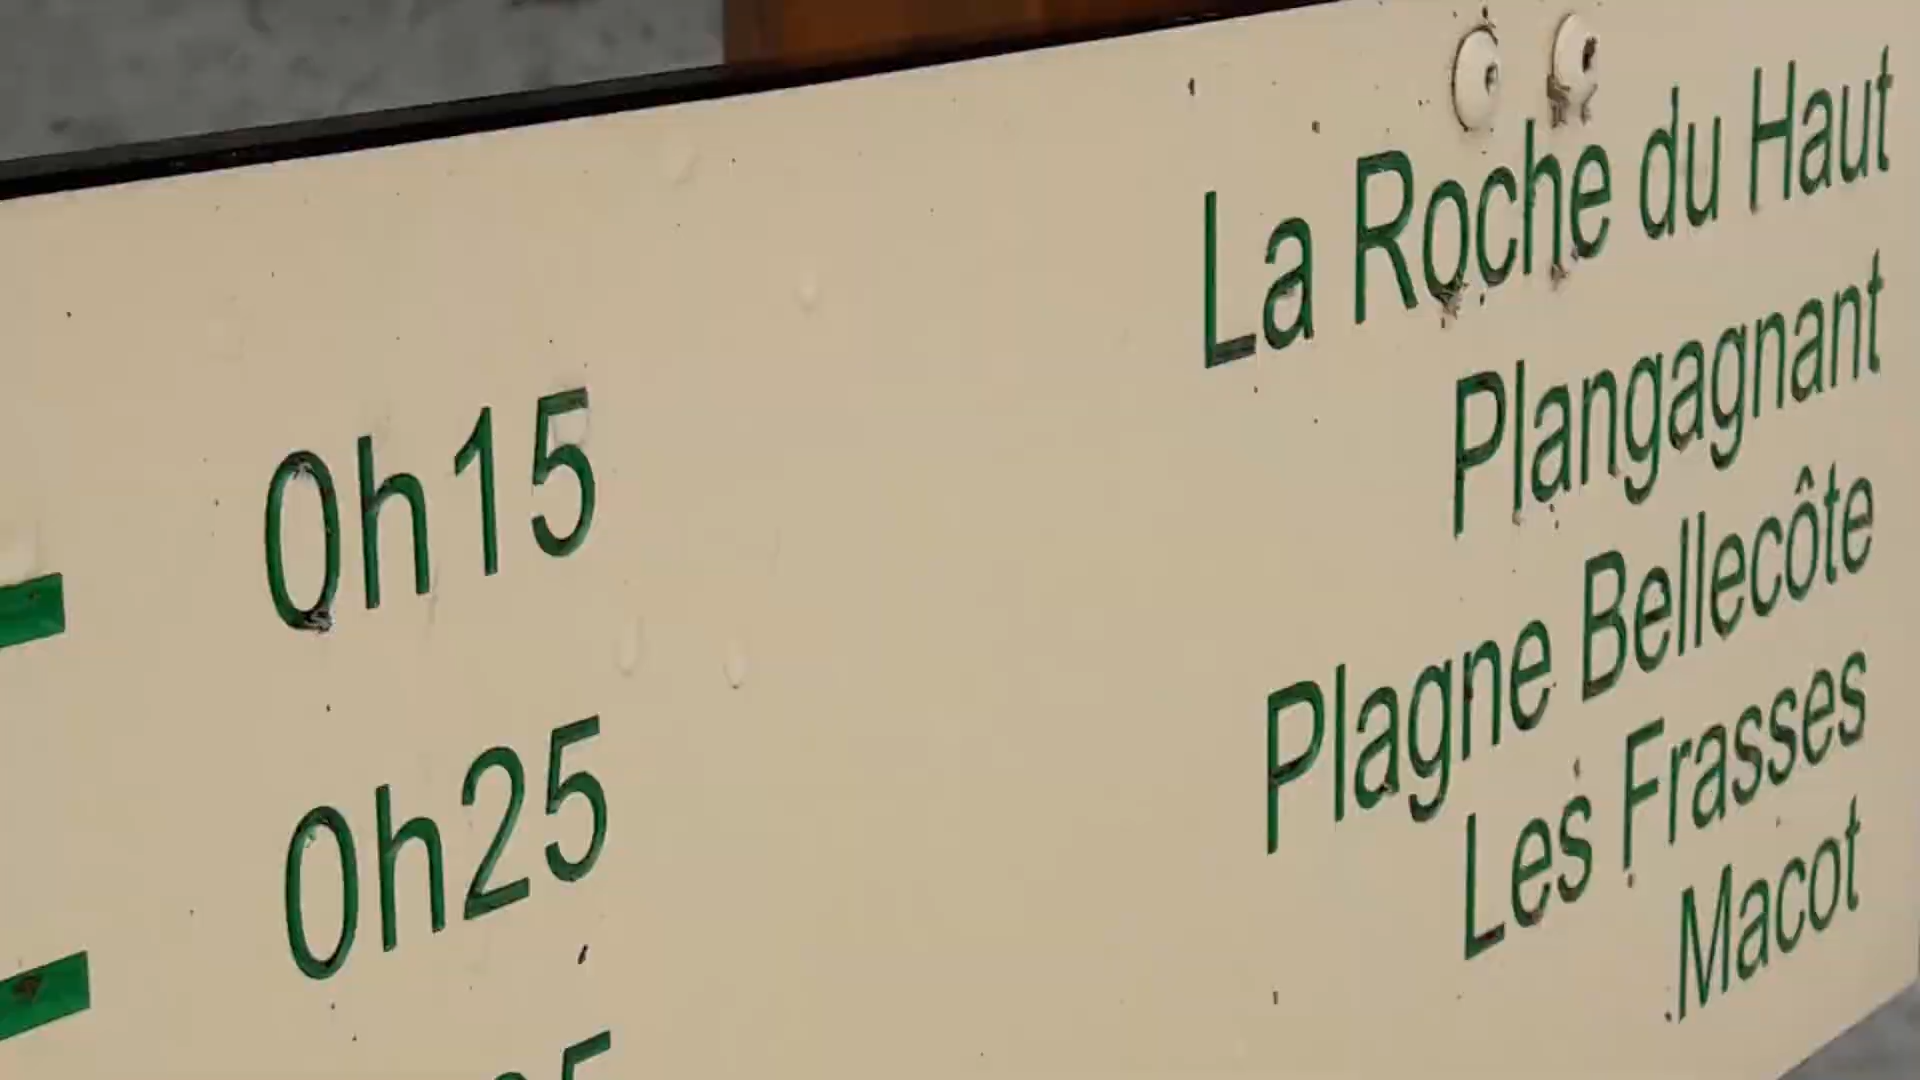 La Roche du Haut
Plangagnant
0h15
Plagne Bellecôte
Les Frasses
0h25
Macot